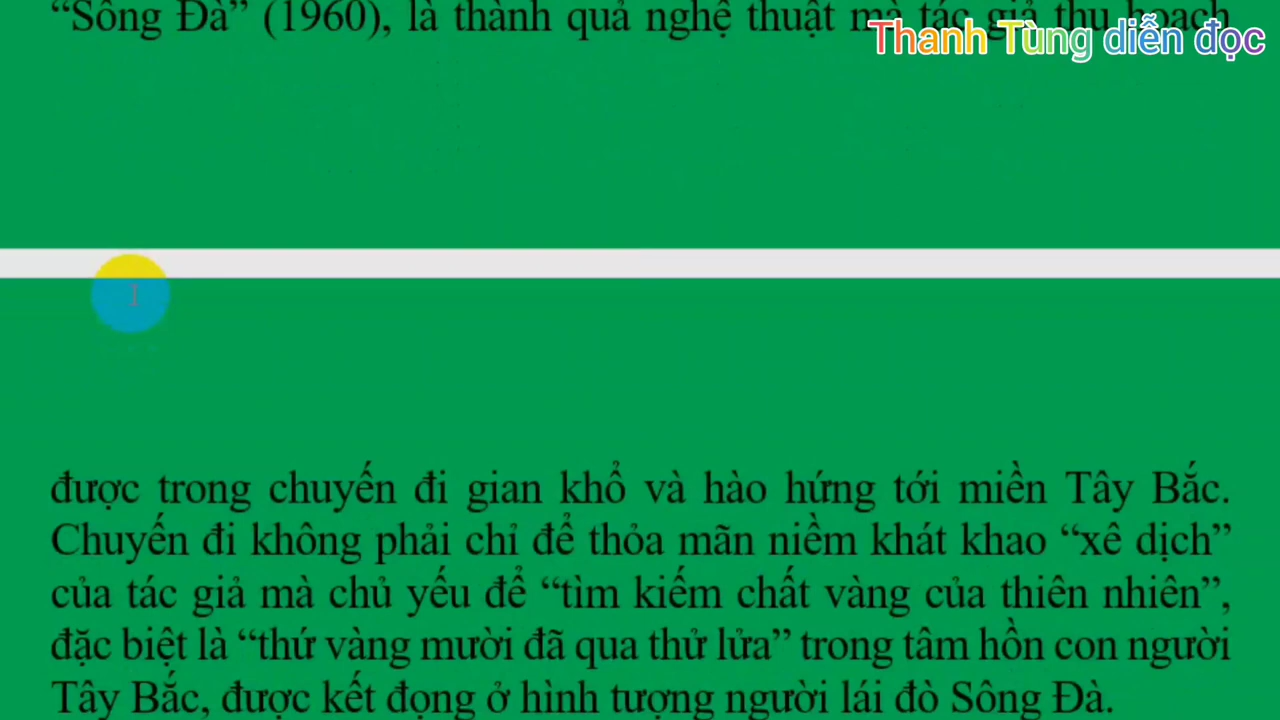 “Sông Đà” (1960), là thành quả nghệ thuật mà tác giả thu hoạch
Thanh Tùng diễn đọc
được trong chuyến đi gian khổ và hào hứng tới miền Tây Bắc.
Chuyến đi không phải chỉ để thỏa mãn niềm khát khao “xê dịch”
của tác giả mà chủ yếu để “tìm kiếm chất vàng của thiên nhiên”,
đặc biệt là “thứ vàng mười đã qua thử lửa” trong tâm hồn con người
Tây Bắc, được kết đọng ở hình tượng người lái đò Sông Đà.